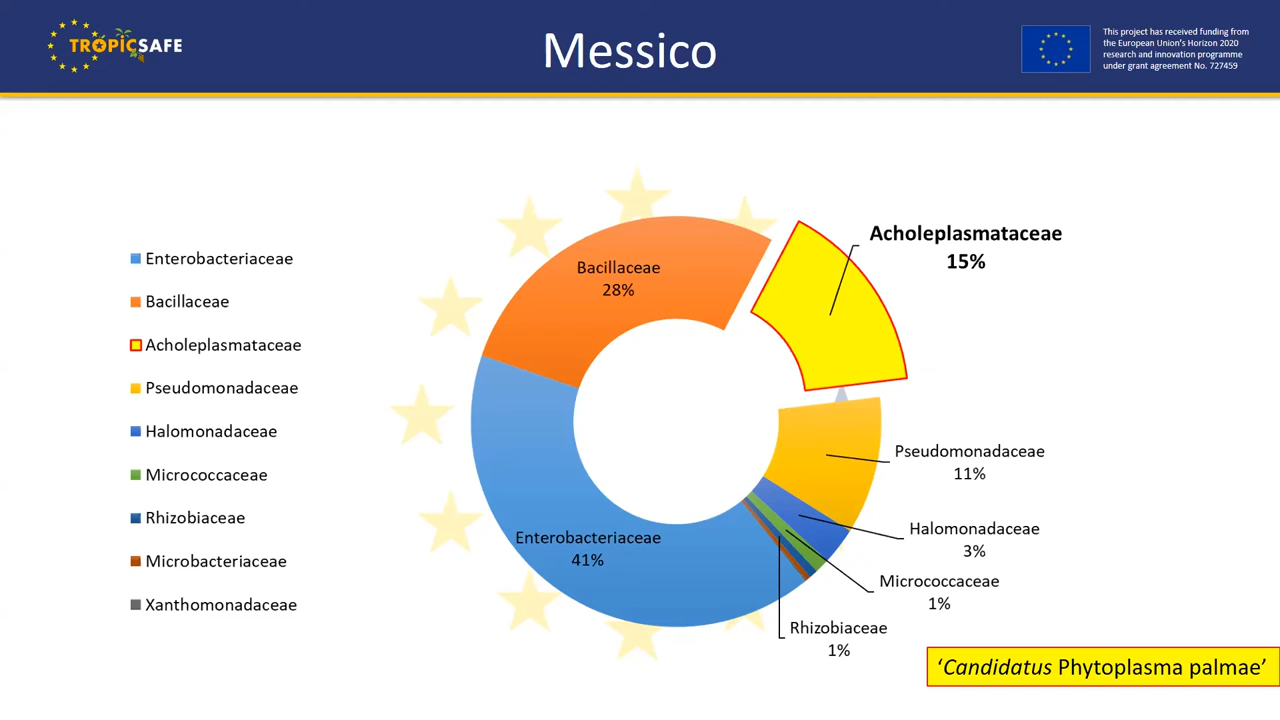 TROPICSAFE
Messico
This project has received funding from
the European Union's Horizon 2020
research and innovation programme
under grant agreement No. 727459
Enterobacteriaceae
Bacillaceae
Acholeplasmataceae
Pseudomonadaceae
Halomonadaceae
Micrococcaceae
Rhizobiaceae
Microbacteriaceae
Xanthomonadaceae
Bacillaceae
28%
Acholeplasmataceae
15%
Pseudomonadaceae
11%
Halomonadaceae
3%
Enterobacteriaceae
41%
Micrococcaceae
1%
Rhizobiaceae
1%
‘Candidatus Phytoplasma palmae’